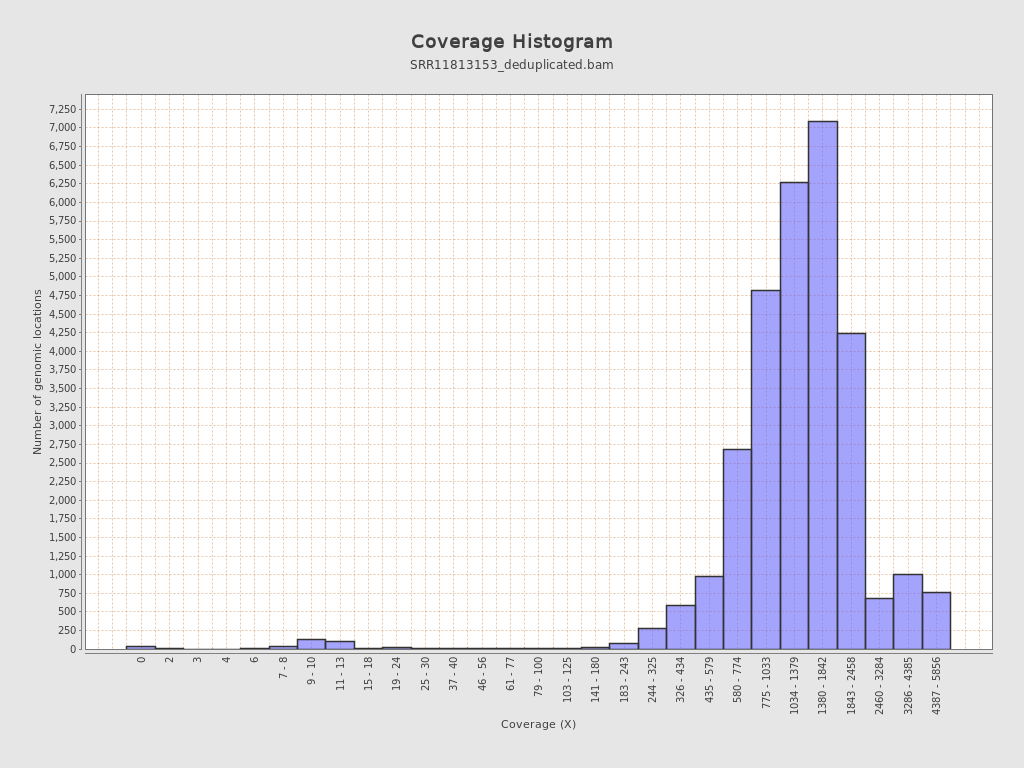 Coverage Histogram
SRR11813153_deduplicated.bam
Number of genomic locations
7,250
7,000
6,750
6,500
6,250
6,000
5,750
5,500
5,250
5,000
4,750
4,500
4,250
4,000
3,750
3,500
3,250
3,000
2,750
2,500
2,250
2,000
1,750
1,500
1,250
1,000
750
500
250
0
0
2
3
4
6
7 - 8
9 - 10
11 - 13
15 - 18
19 - 24
25 - 30
37 - 40
46 - 56
61 - 77
79 - 100
103 - 125
141 - 180
183 - 243
244 - 325
326 - 434
435 - 579
580 - 774
775 - 1033
1034 - 1379
1380 - 1842
1843 - 2458
2460 - 3284
3286 - 4385
4387 - 5856
Coverage (X)